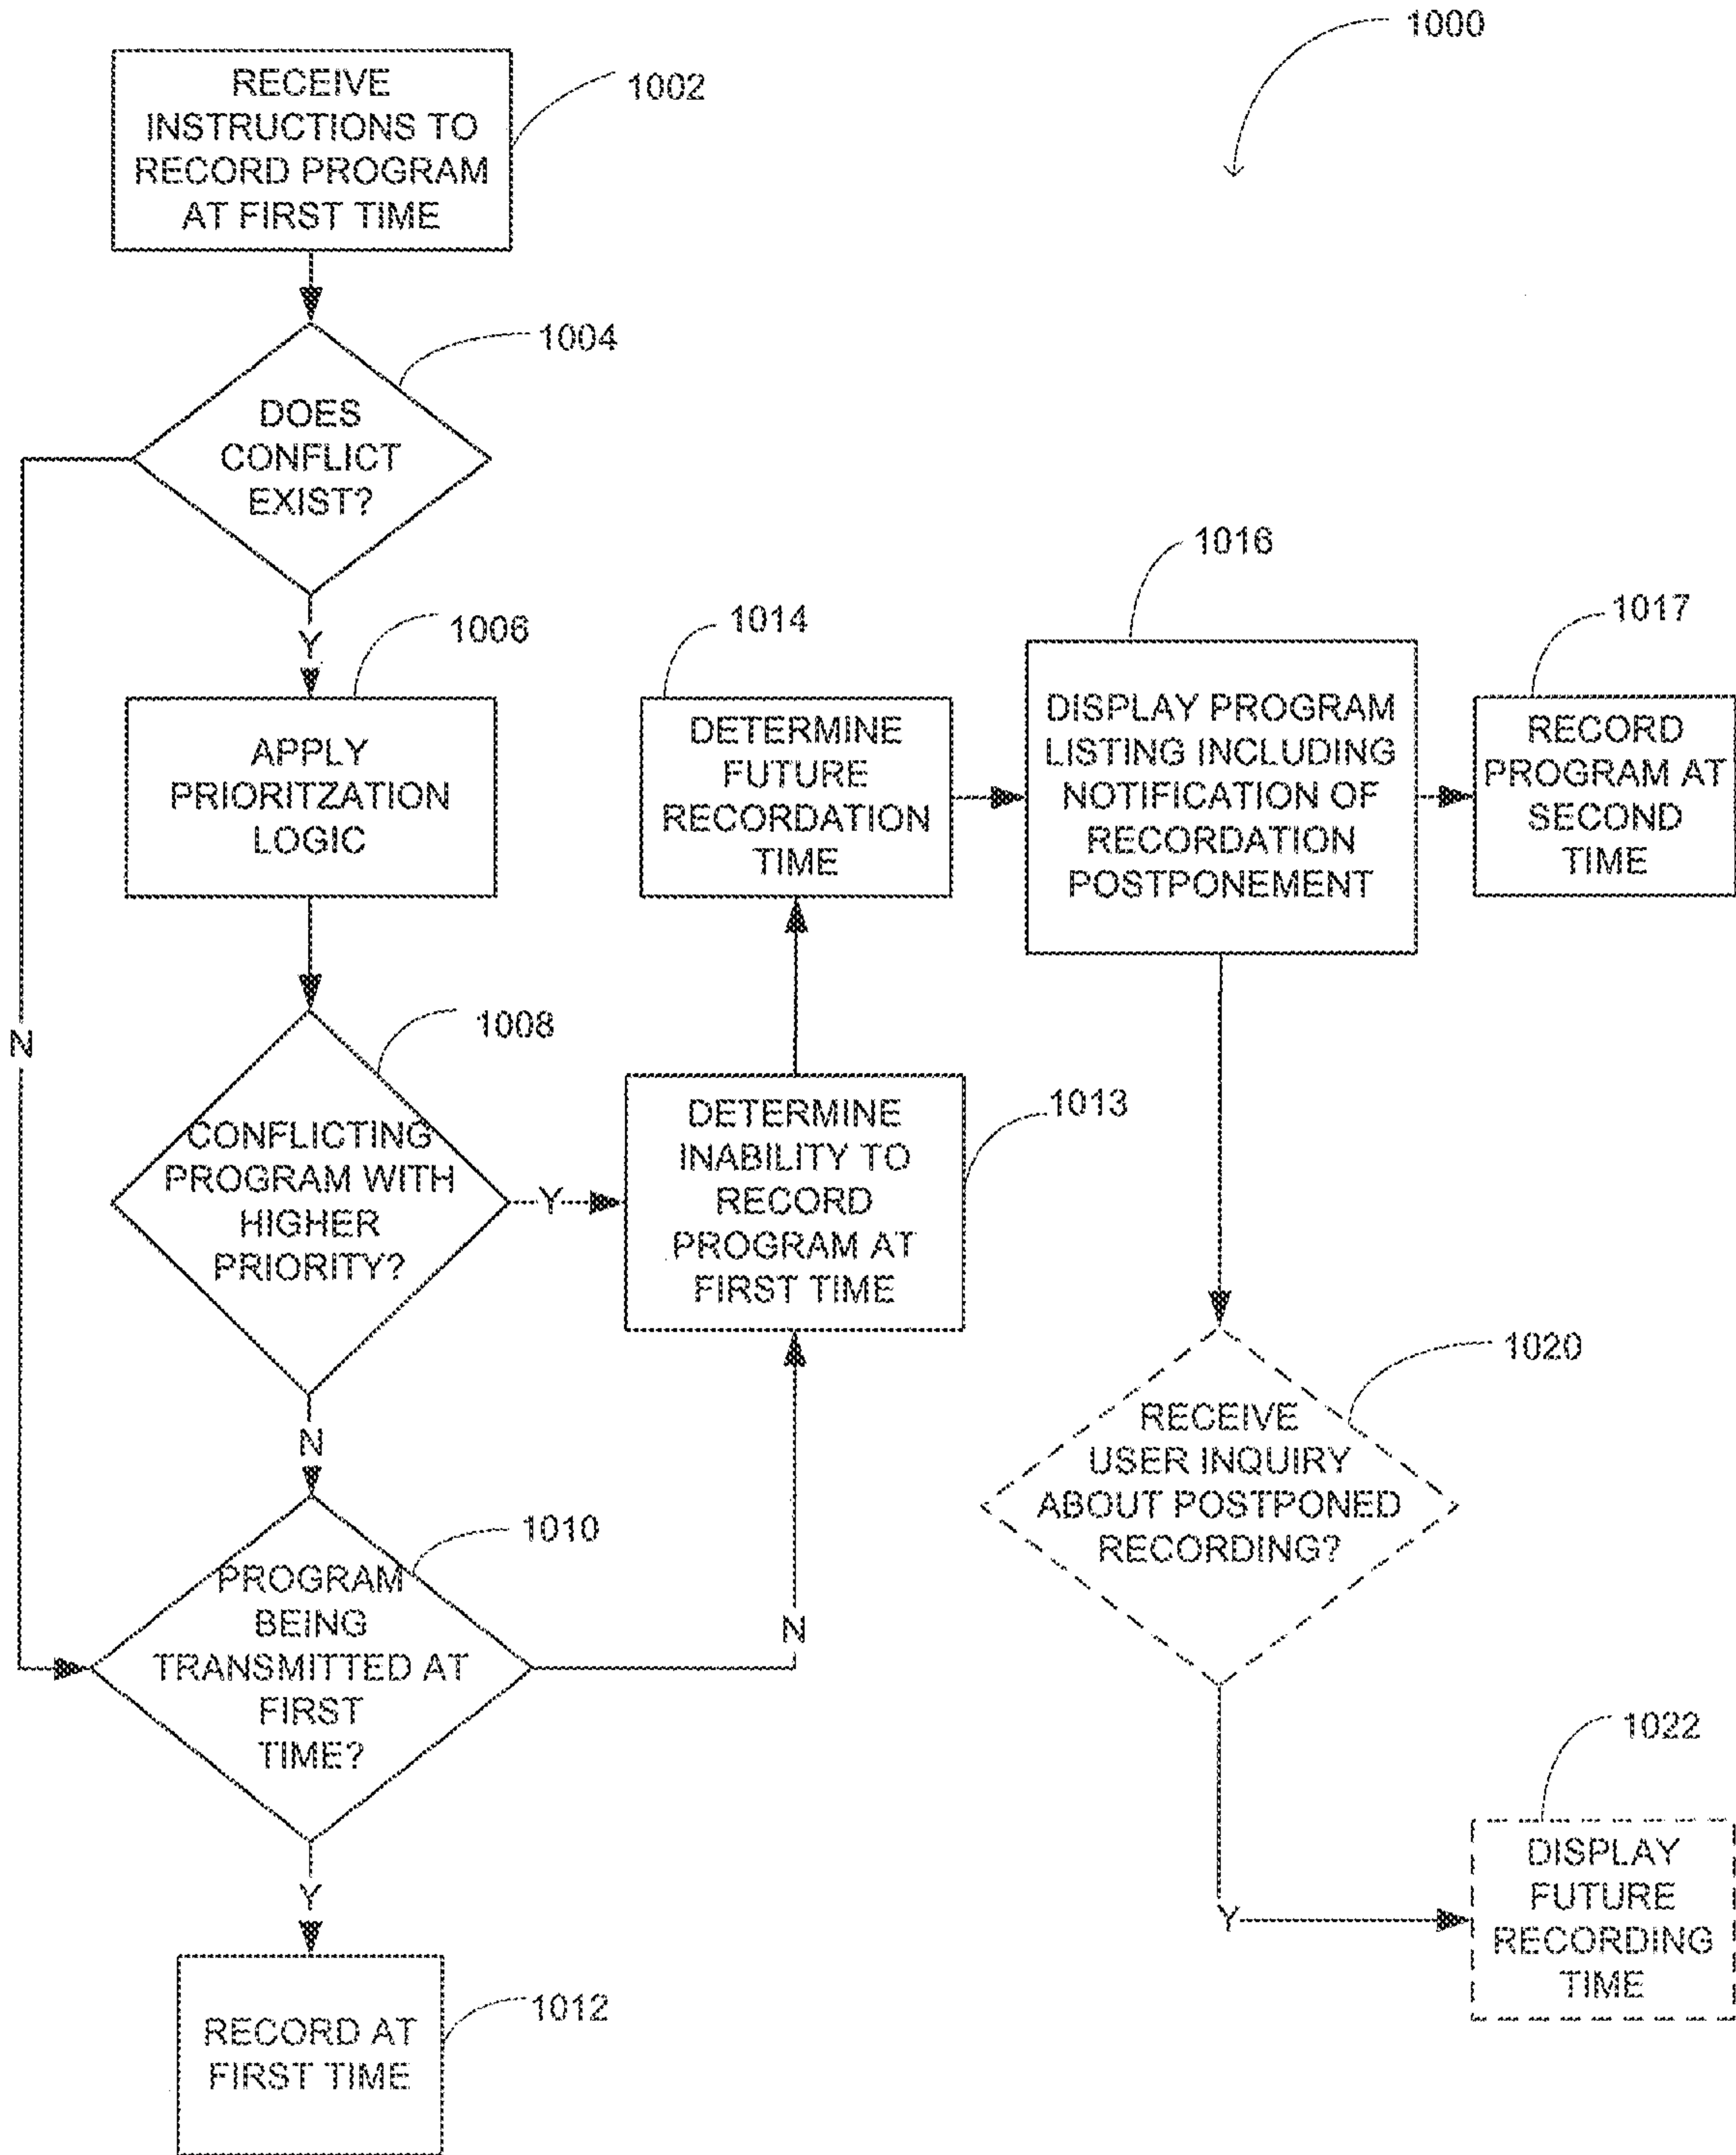 1000
RECEIVE
INSTRUCTIONS TO
RECORD PROGRAM
AT FIRST TIME
1002
DOES
CONFLICT
EXIST?
1004
Y
N
APPLY
PRIORITZATION
LOGIC
1006
CONFLICTING
PROGRAM WITH
HIGHER
PRIORITY?
1008
Y
N
PROGRAM
BEING
TRANSMITTED AT
FIRST
TIME?
1010
N
Y
RECORD AT
FIRST TIME
1012
DETERMINE
INABILITY TO
RECORD
PROGRAM AT
FIRST TIME
1013
DETERMINE
FUTURE
RECORDATION
TIME
1014
DISPLAY PROGRAM
LISTING INCLUDING
NOTIFICATION OF
RECORDATION
POSTPONEMENT
1016
RECORD
PROGRAM AT
SECOND
TIME
1017
RECEIVE
USER INQUIRY
ABOUT POSTPONED
RECORDING?
1020
Y
DISPLAY
FUTURE
RECORDING
TIME
1022